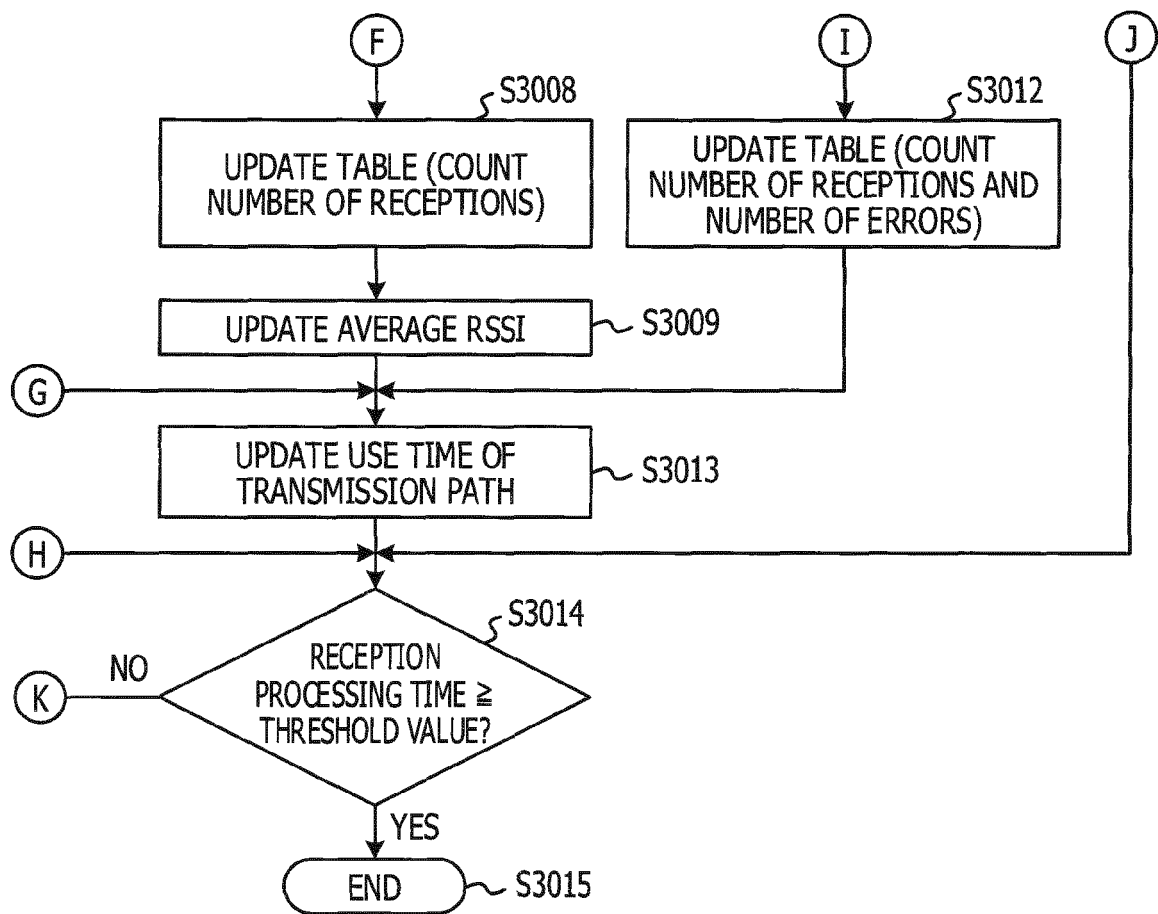 F
I
J
S3008
S3012
UPDATE TABLE (COUNT
NUMBER OF RECEPTIONS)
UPDATE TABLE (COUNT
NUMBER OF RECEPTIONS AND
NUMBER OF ERRORS)
UPDATE AVERAGE RSSI
S3009
G
UPDATE USE TIME OF
TRANSMISSION PATH
S3013
H
S3014
RECEPTION
PROCESSING TIME ≧
THRESHOLD VALUE?
NO
K
YES
END
S3015